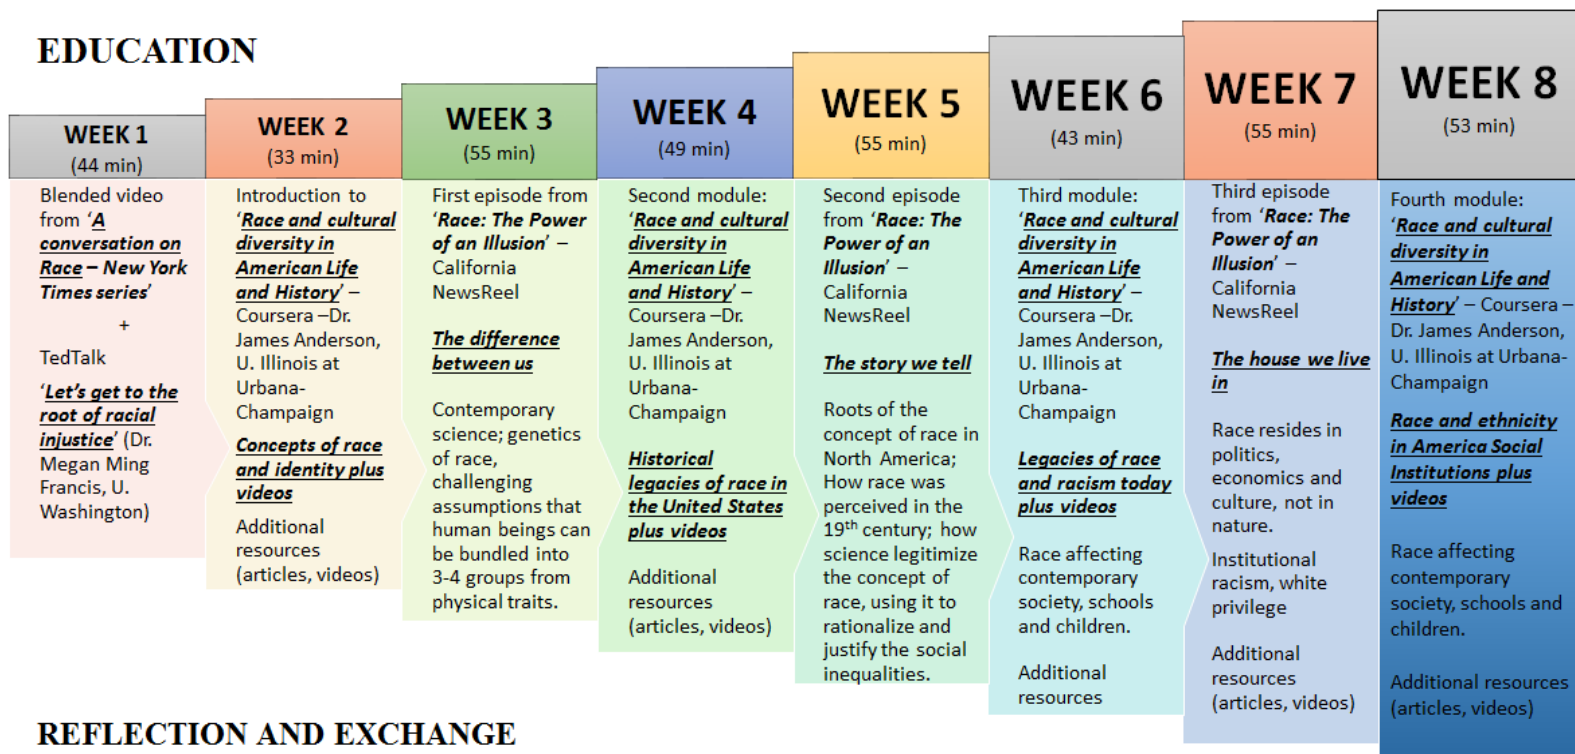 EDUCATION
WEEK 1
(44 min)
Blended video
from ‘A
conversation on
Race – New York
Times series’
+
TedTalk
‘Let’s get to the
root of racial
injustice’ (Dr.
Megan Ming
Francis, U.
Washington)
WEEK 2
(33 min)
Introduction to
‘Race and cultural
diversity in
American Life
and History’ –
Coursera –Dr.
James Anderson,
U. Illinois at
Urbana-
Champaign
Concepts of race
and identity plus
videos
Additional
resources
(articles, videos)
WEEK 3
(55 min)
First episode from
‘Race: The Power
of an Illusion’ –
California
NewsReel
The difference
between us
Contemporary
science; genetics
of race,
challenging
assumptions that
human beings can
be bundled into
3-4 groups from
physical traits.
WEEK 4
(49 min)
Second module:
‘Race and cultural
diversity in
American Life
and History’ –
Coursera –Dr.
James Anderson,
U. Illinois at
Urbana-
Champaign
Historical
legacies of race in
the United States
plus videos
Additional
resources
(articles, videos)
WEEK 5
(55 min)
Second episode
from ‘Race: The
Power of an
Illusion’ –
California
NewsReel
The story we tell
Roots of the
concept of race in
North America;
How race was
perceived in the
19th century; how
science legitimize
the concept of
race, using it to
rationalize and
justify the social
inequalities.
WEEK 6
(43 min)
Third module:
‘Race and cultural
diversity in
American Life
and History’ –
Coursera –Dr.
James Anderson,
U. Illinois at
Urbana-
Champaign
Legacies of race
and racism today
plus videos
Race affecting
contemporary
society, schools
and children.
Additional
resources
WEEK 7
(55 min)
Third episode
from ‘Race: The
Power of an
Illusion’ –
California
NewsReel
The house we live
in
Race resides in
politics,
economics and
culture, not in
nature.
Institutional
racism, white
privilege
Additional
resources
(articles, videos)
WEEK 8
(53 min)
Fourth module:
‘Race and cultural
diversity in
American Life and
History’ – Coursera –
Dr. James Anderson,
U. Illinois at Urbana-
Champaign
Race and ethnicity
in America Social
Institutions plus
videos
Race affecting
contemporary
society, schools and
children.
Additional resources
(articles, videos)
REFLECTION AND EXCHANGE